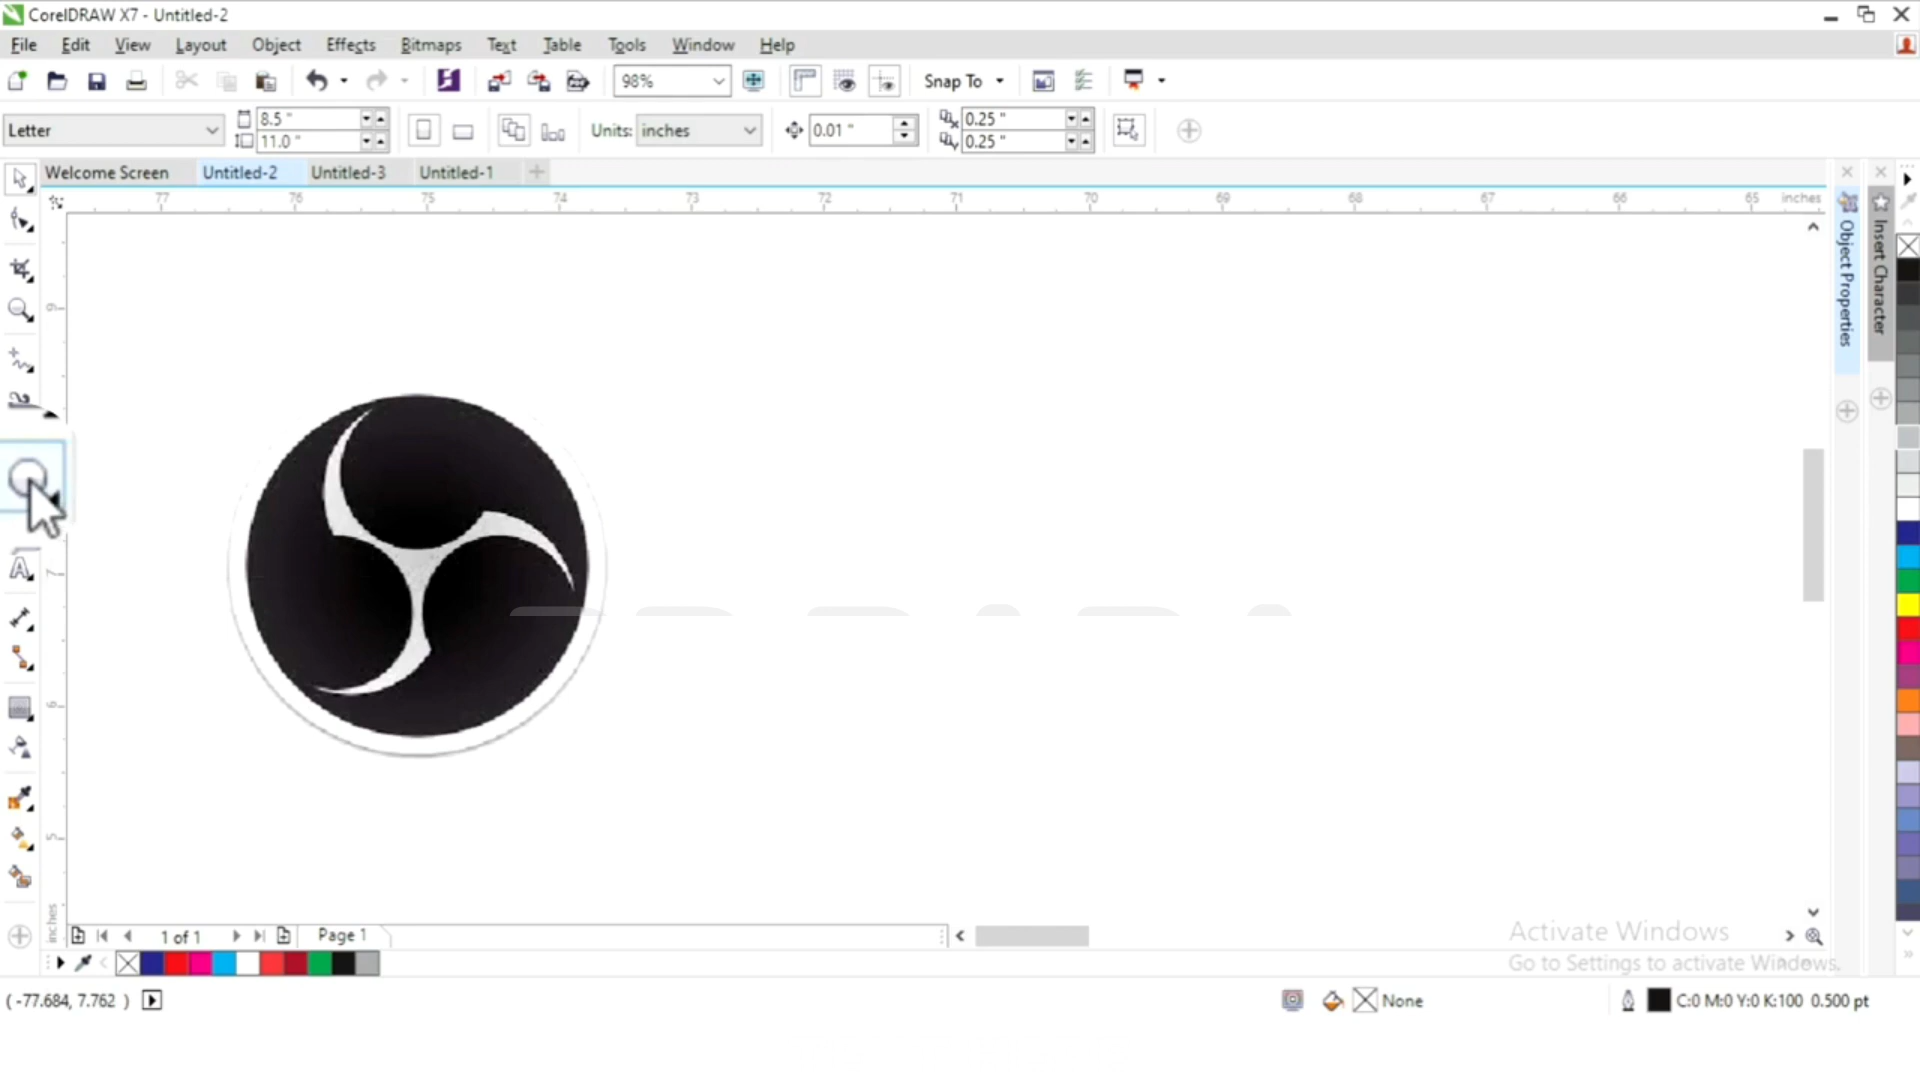 CorelDRAW X7 - Untitled-2
File Edit View Layout Object Effects Bitmaps Text Table Tools Window Help
98% Snap To
Letter 8.5 " 11.0 " Units: inches 0.01 " 0.25 " 0.25 "
Welcome Screen Untitled-2 Untitled-3 Untitled-1
77 76 75 74 73 72 71 70 69 68 67 66 65 inches
Object Properties
Insert Character
7
6
5
inches
1 of 1 Page 1
Activate Windows
Go to Settings to activate Windows.
( -77.684, 7.762 ) None C:0 M:0 Y:0 K:100 0.500 pt